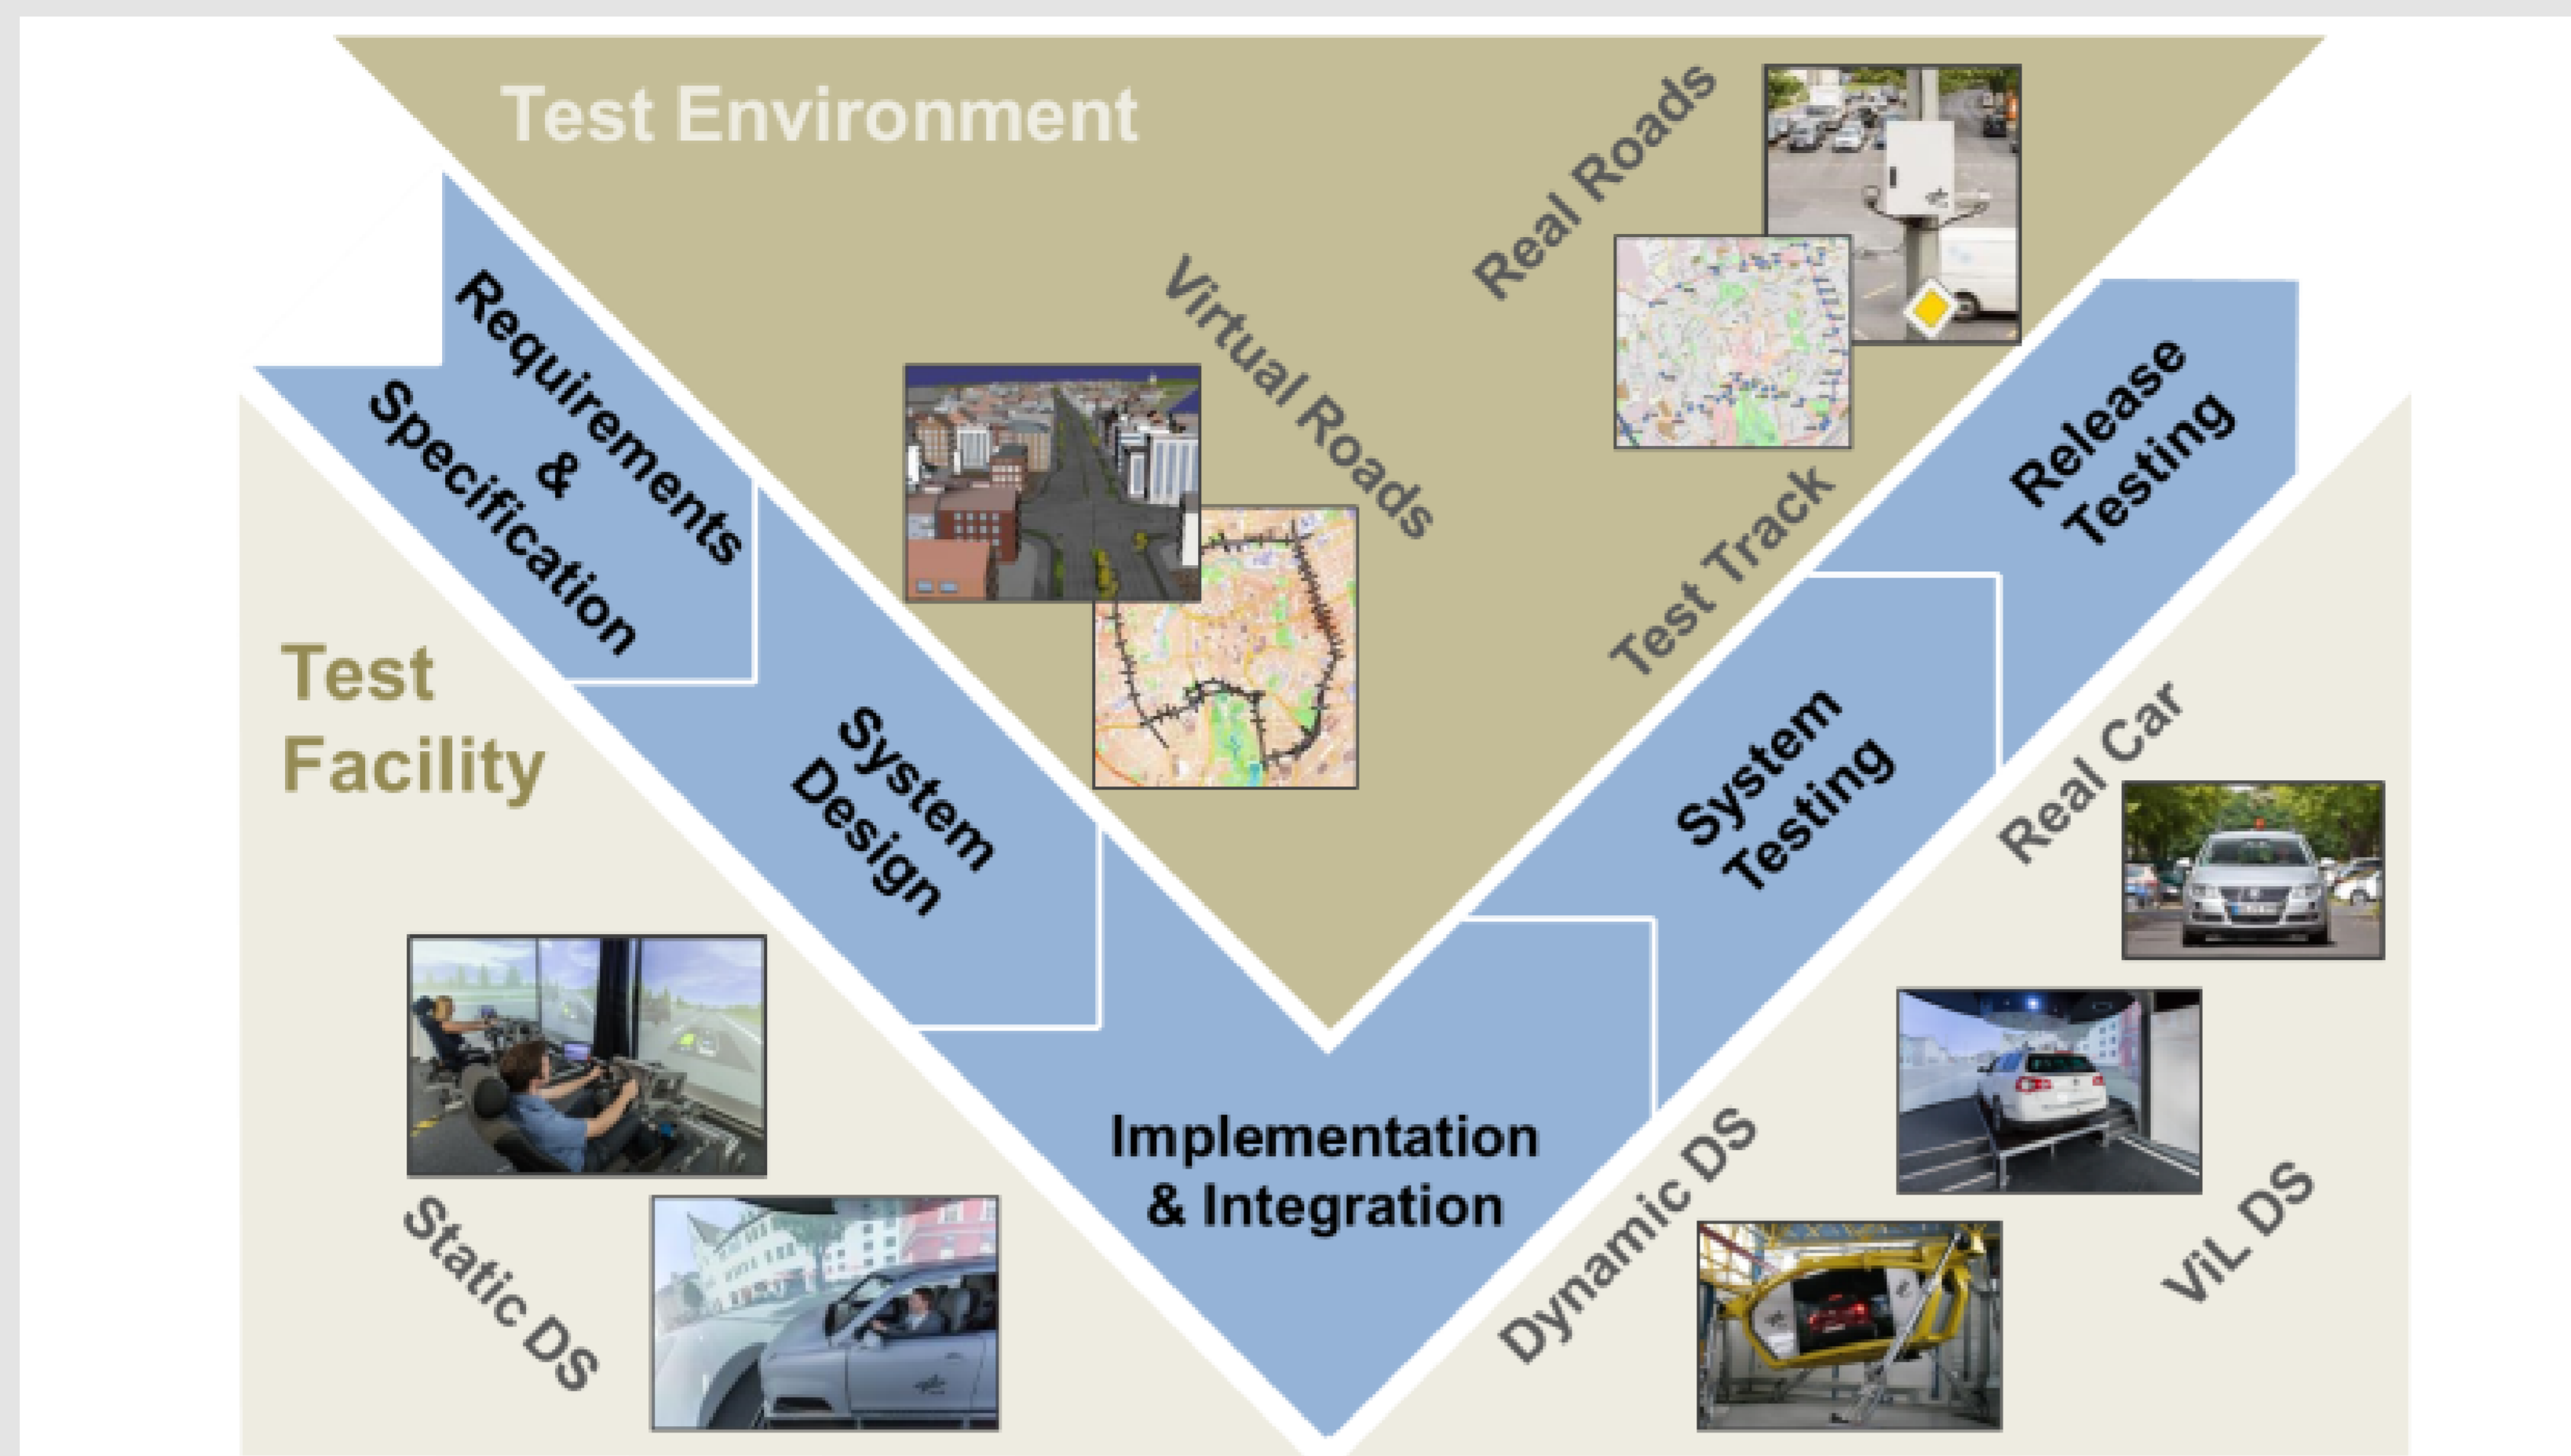 Test Environment
Real Roads
Virtual Roads
Test Track
Requirements
&
Specification
System
Design
Implementation
& Integration
System
Testing
Release
Testing
Test
Facility
Static DS
Dynamic DS
ViL DS
Real Car